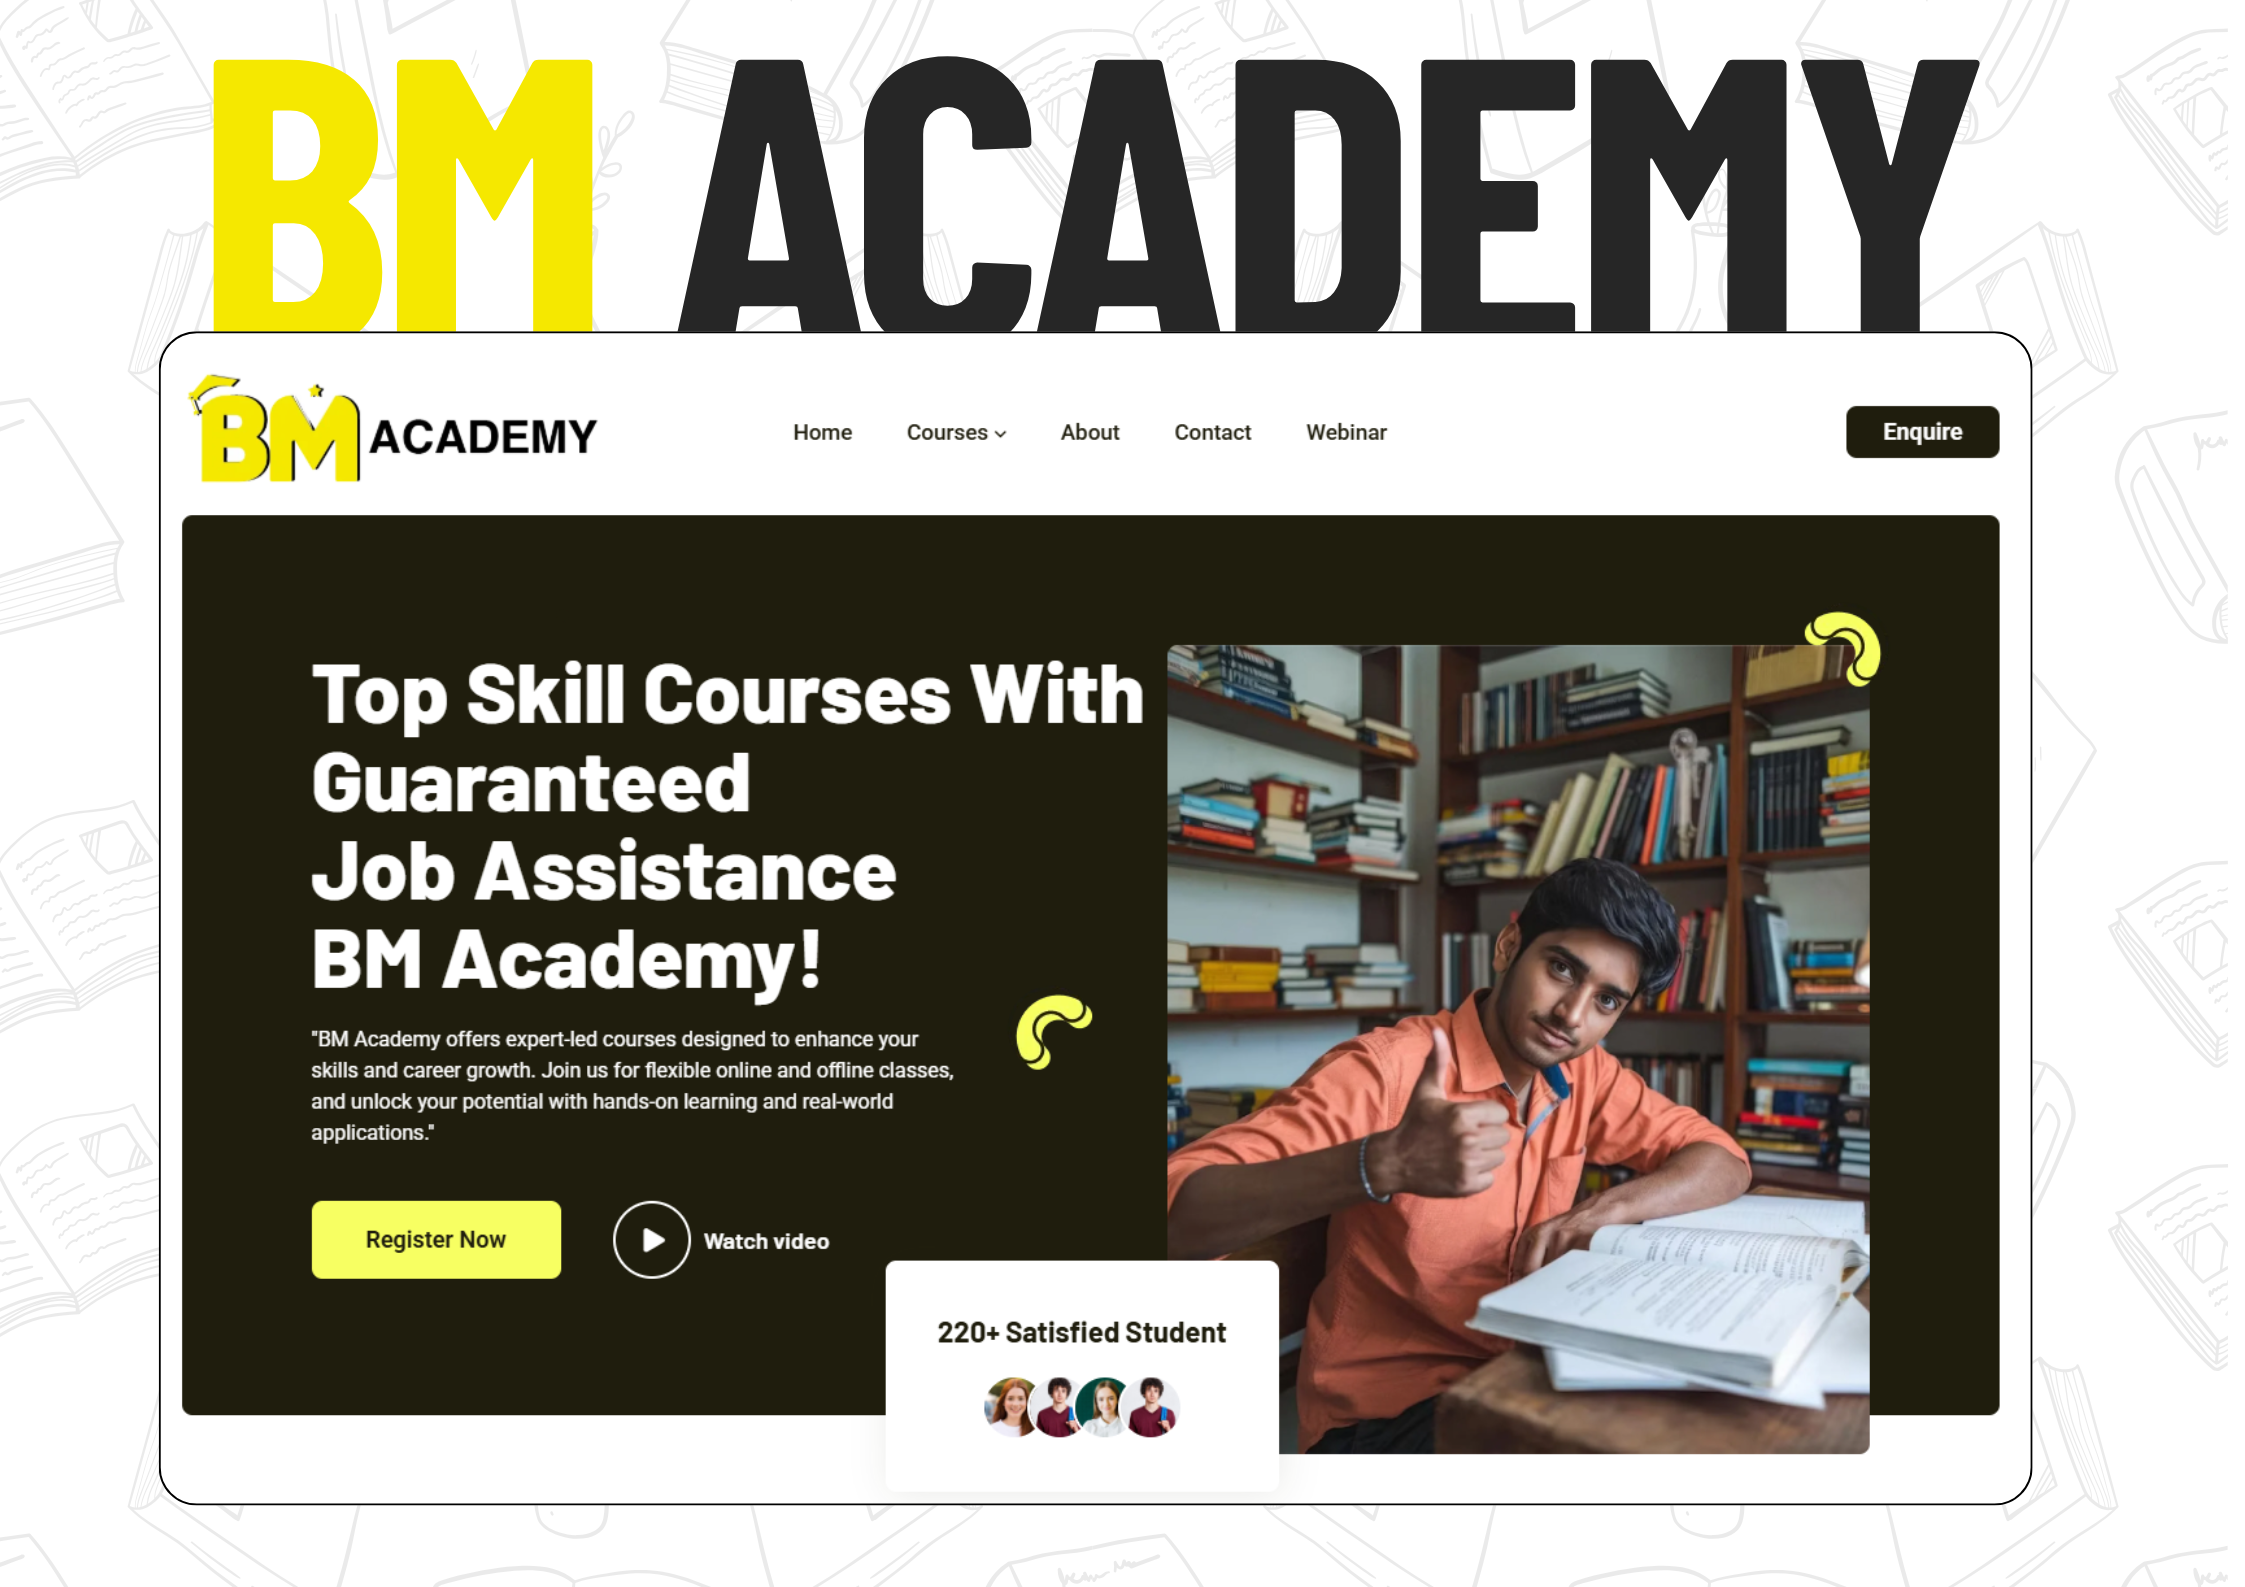 BM ACADEMY
BM ACADEMY
Home
Courses
About
Contact
Webinar
Enquire
Top Skill Courses With
Guaranteed
Job Assistance
BM Academy!
"BM Academy offers expert-led courses designed to enhance your
skills and career growth. Join us for flexible online and offline classes,
and unlock your potential with hands-on learning and real-world
applications."
Register Now
Watch video
220+ Satisfied Student